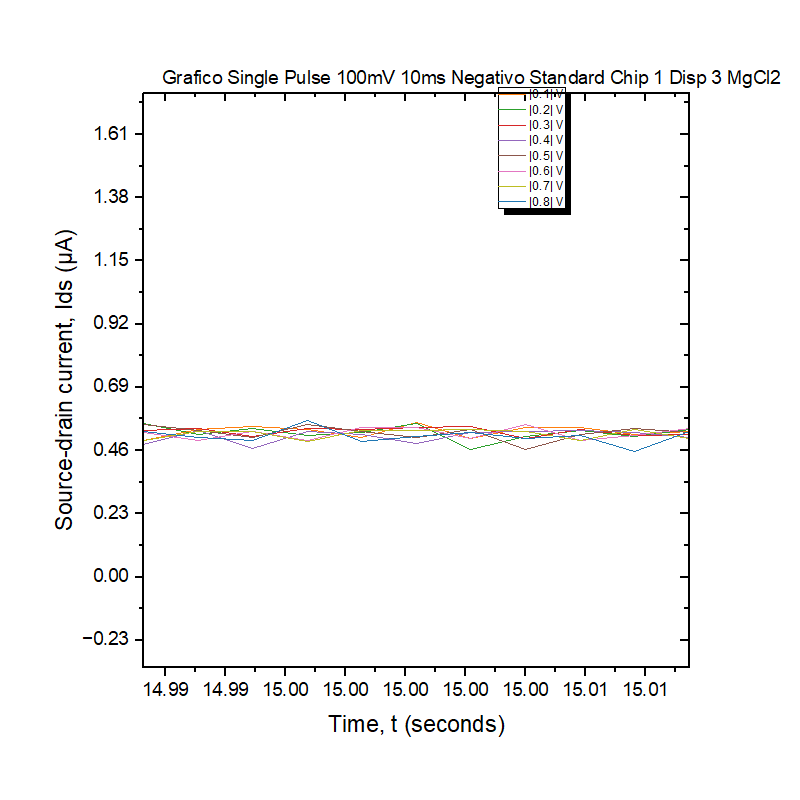 Grafico Single Pulse 100mV 10ms Negativo Standard Chip 1 Disp 3 MgCl2
|0.1| V
|0.2| V
|0.3| V
|0.4| V
|0.5| V
|0.6| V
|0.7| V
|0.8| V
1.61
1.38
1.15
0.92
0.69
0.46
0.23
0.00
−0.23
Source-drain current, Ids (µA)
14.99 14.99 15.00 15.00 15.00 15.00 15.00 15.01 15.01
Time, t (seconds)